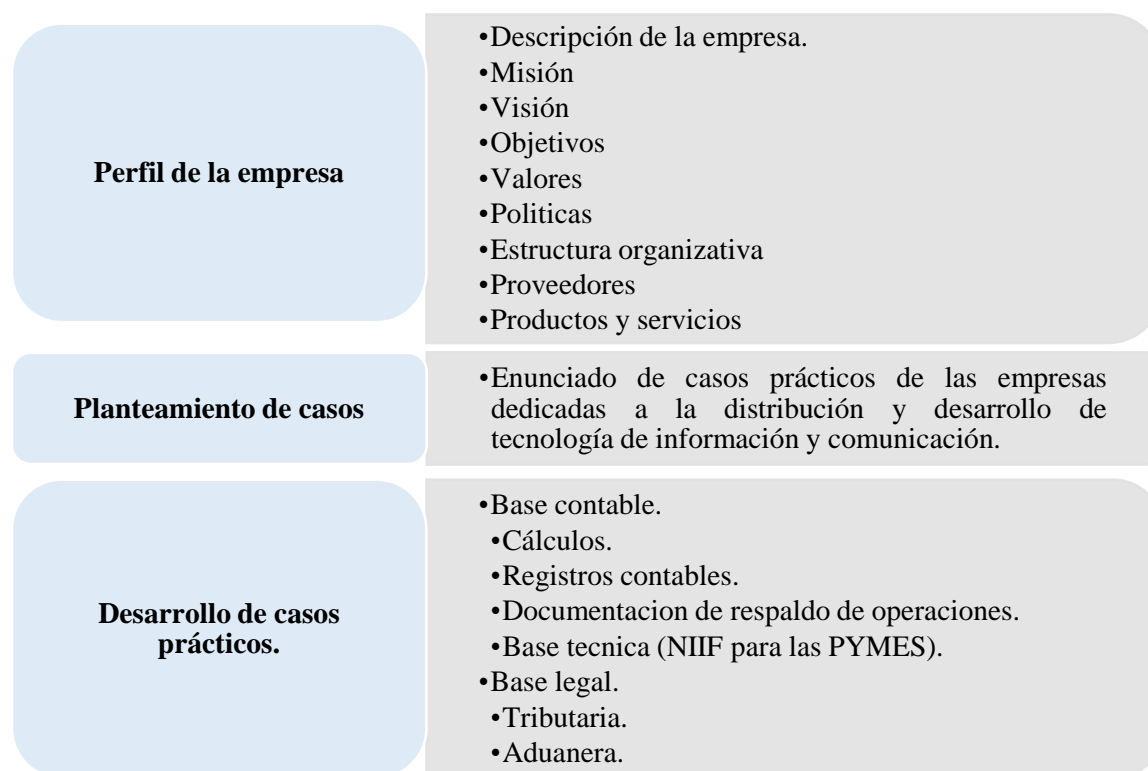 Perfil de la empresa
•Descripción de la empresa.
•Misión
•Visión
•Objetivos
•Valores
•Politicas
•Estructura organizativa
•Proveedores
•Productos y servicios
Planteamiento de casos
•Enunciado de casos prácticos de las empresas
dedicadas a la distribución y desarrollo de
tecnología de información y comunicación.
Desarrollo de casos
prácticos.
•Base contable.
•Cálculos.
•Registros contables.
•Documentacion de respaldo de operaciones.
•Base tecnica (NIIF para las PYMES).
•Base legal.
•Tributaria.
•Aduanera.